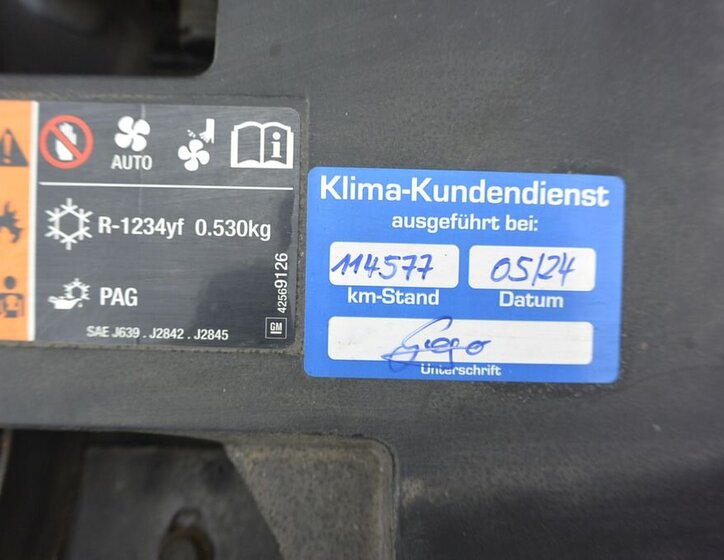 AUTO
R-1234yf 0.530kg
PAG
SAE J639 . J2842 . J2845
42569126
GM
Klima-Kundendienst
ausgeführt bei:
114577
05/24
km-Stand
Datum
Unterschrift